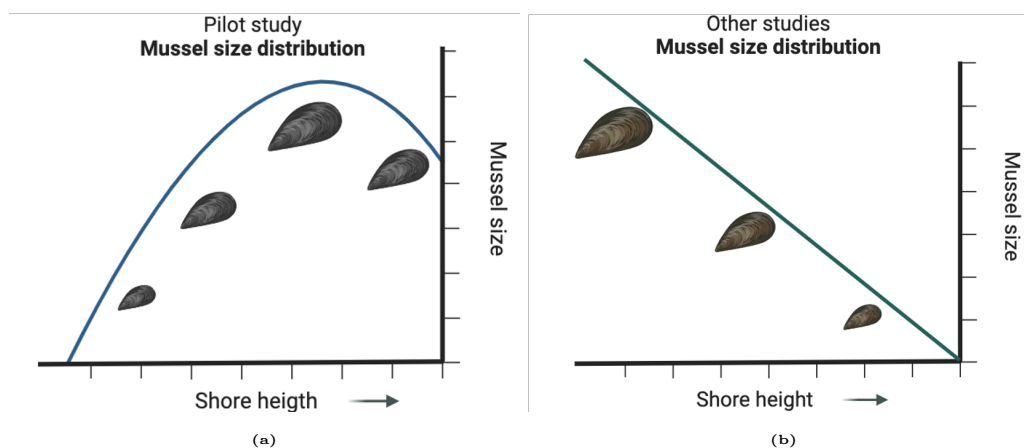 Pilot study
Mussel size distribution
Mussel size
Shore heigth
(a)
Other studies
Mussel size distribution
Mussel size
Shore height
(b)